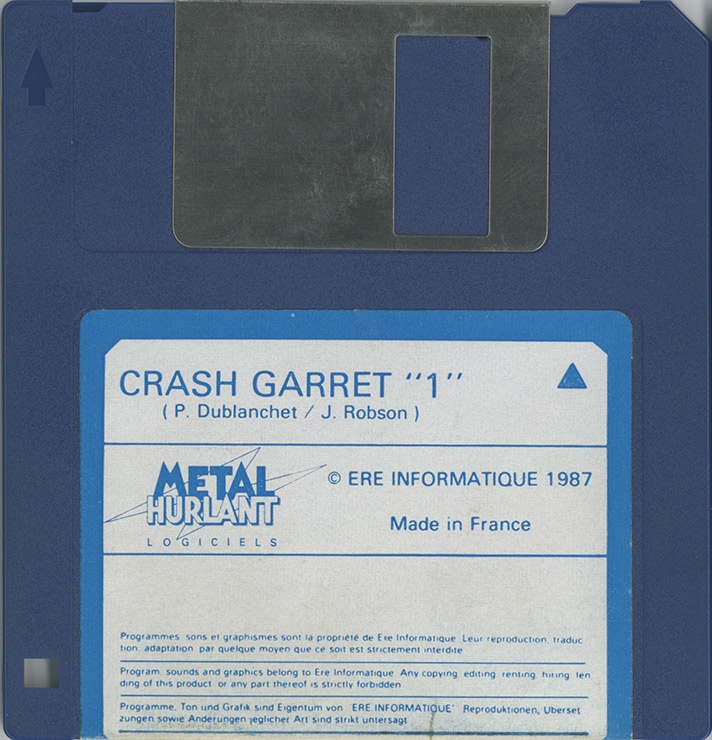 CRASH GARRET "1"
( P. Dublanchet / J. Robson )
METAL
HURLANT
LOGICIELS
© ERE INFORMATIQUE 1987
Made in France
Programmes sons et graphismes sont la propriété de Ere Informatique Leur reproduction, traduc
tion, adaptation par quelque moyen que ce soit est strictement interdite
Program, sounds and graphics belong to Ere Informatique Any copying, editing renting hiring len
ding of this product or any part thereof is strictly forbidden
Programme, Ton und Grafik sind Eigentum von ERE INFORMATIQUE" Reproduktionen, Überset
zungen sowie Änderungen jeglicher Art sind strikt untersagt